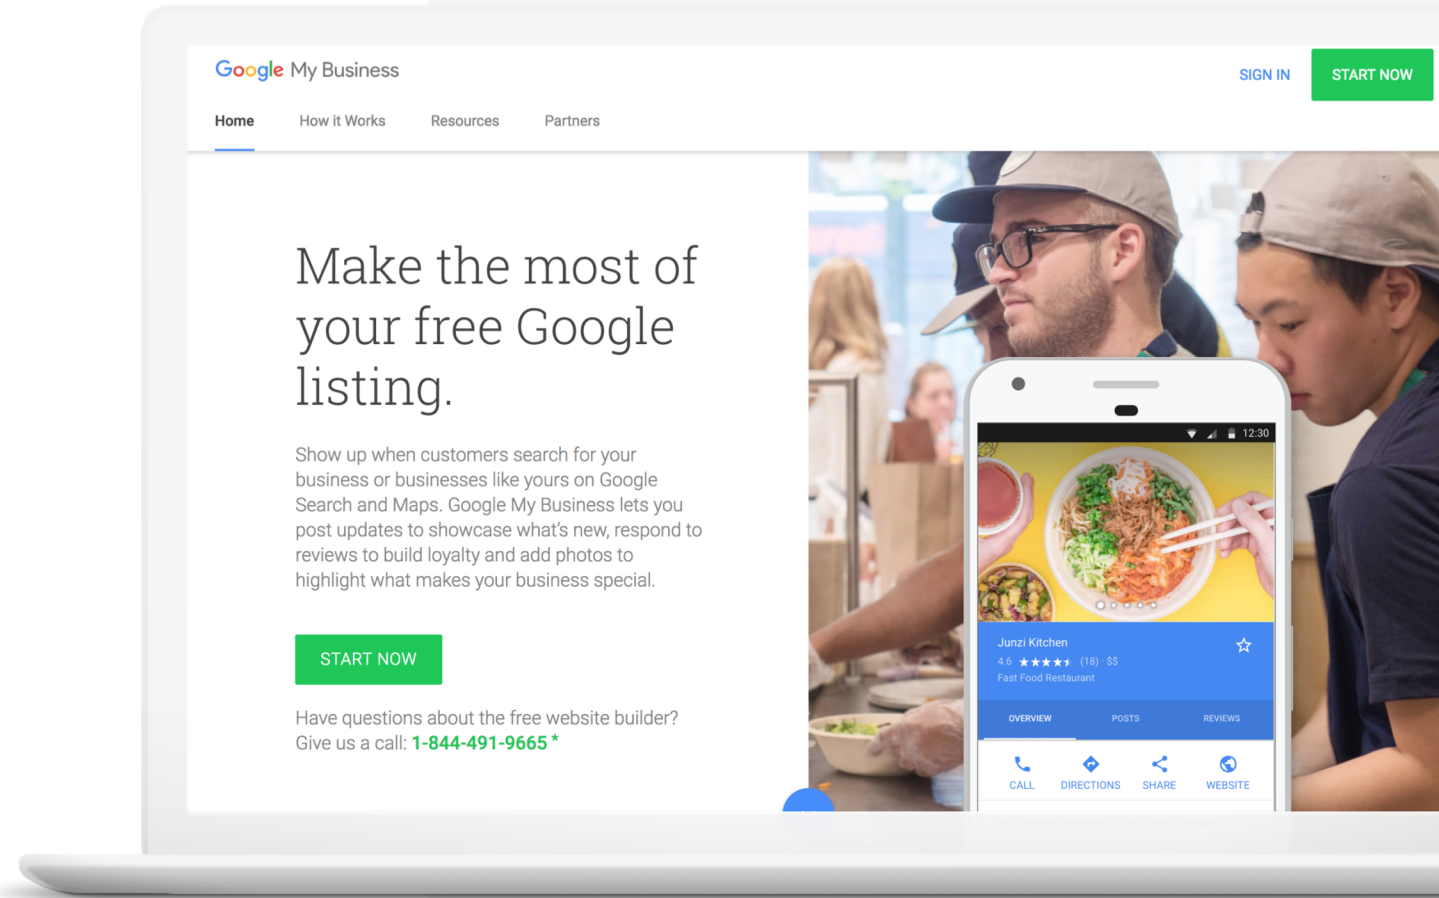 Google My Business
SIGN IN
START NOW
Home
How it Works
Resources
Partners
Make the most of
your free Google
listing.
Show up when customers search for your
business or businesses like yours on Google
Search and Maps. Google My Business lets you
post updates to showcase what's new, respond to
reviews to build loyalty and add photos to
highlight what makes your business special.
START NOW
Have questions about the free website builder?
Give us a call: 1-844-491-9665 *
12:30
Junzi Kitchen
4.6 (18) · $$
Fast Food Restaurant
OVERVIEW
POSTS
REVIEWS
CALL
DIRECTIONS
SHARE
WEBSITE